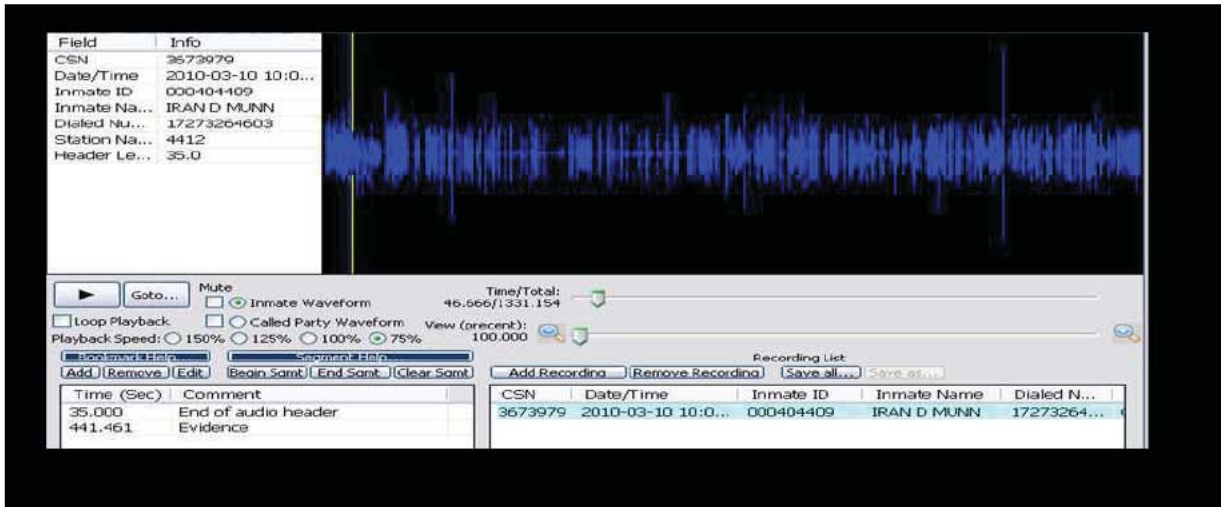 Field Info
CSN 3673979
Date/Time 2010-03-10 10:0...
Inmate ID 000404409
Inmate Na... IRAN D MUNN
Dialed Nu... 17273264603
Station Na... 4412
Header Le... 35.0
Goto...
Mute
Inmate Waveform
Time/Total:
46.666/1331.154
Loop Playback
Called Party Waveform
View (precent):
100.000
Playback Speed: 150% 125% 100% 75%
Bookmark Help... Segment Help...
Recording List
Add Remove Edit Begin Sgmt End Sgmt Clear Sgmt Add Recording Remove Recording Save all... Save as...
Time (Sec) Comment
35.000 End of audio header
441.461 Evidence
CSN Date/Time Inmate ID Inmate Name Dialed N...
3673979 2010-03-10 10:0... 000404409 IRAN D MUNN 17273264...